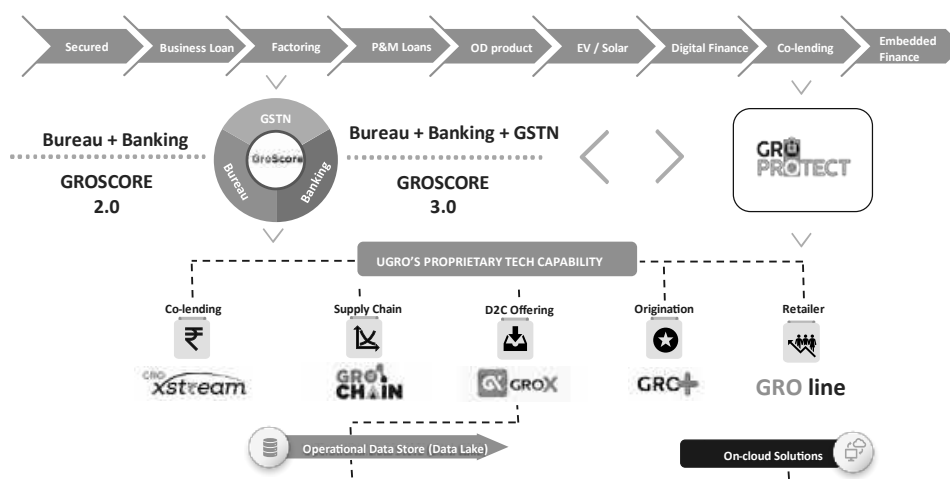 Secured
Business Loan
Factoring
P&M Loans
OD product
EV / Solar
Digital Finance
Co-lending
Embedded
Finance
Bureau + Banking
GROSCORE
2.0
GSTN
Bureau
Banking
GroScore
Bureau + Banking + GSTN
GROSCORE
3.0
GRO
PROTECT
UGRO'S PROPRIETARY TECH CAPABILITY
Co-lending
Supply Chain
D2C Offering
Origination
Retailer
GRO
xstream
GRO
CHAIN
GX GROX
GRO+
GRO line
Operational Data Store (Data Lake)
On-cloud Solutions